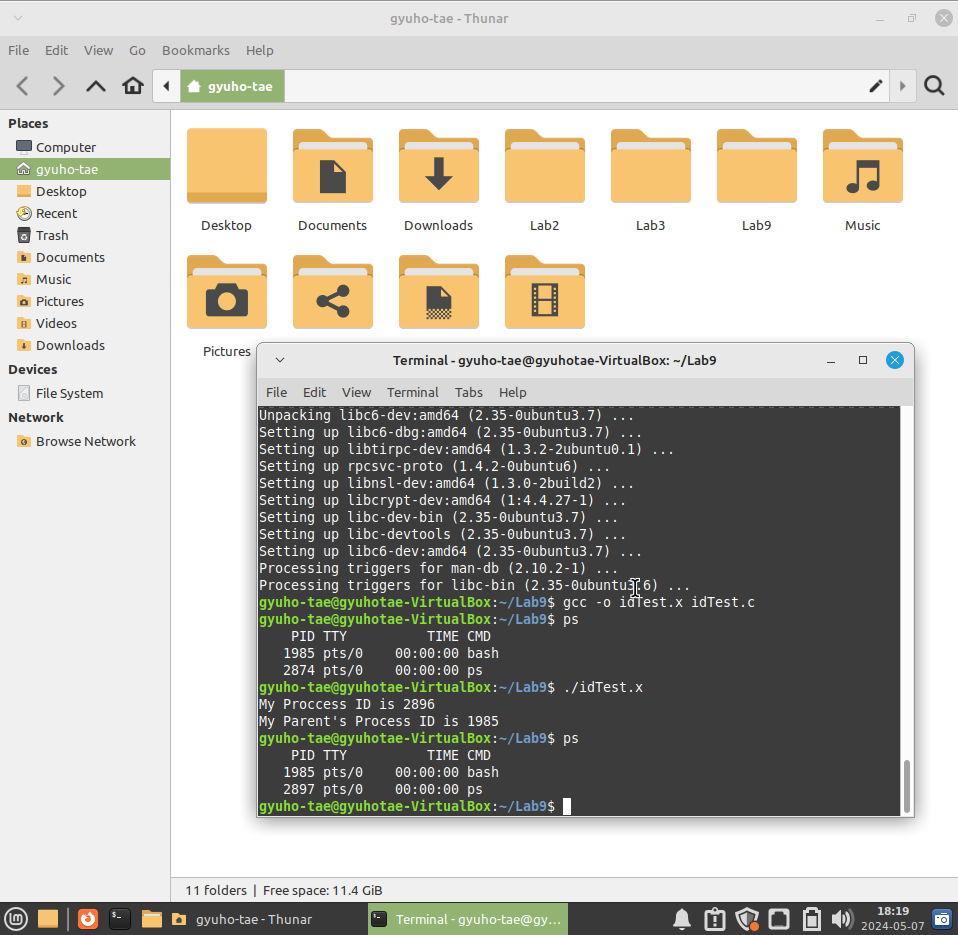 gyuho-tae - Thunar
File Edit View Go Bookmarks Help
gyuho-tae
Places
Computer
gyuho-tae
Desktop
Recent
Trash
Documents
Music
Pictures
Videos
Downloads
Devices
File System
Network
Browse Network
Desktop Documents Downloads Lab2 Lab3 Lab9 Music
Pictures
Terminal - gyuho-tae@gyuhotae-VirtualBox: ~/Lab9
File Edit View Terminal Tabs Help
Unpacking libc6-dev:amd64 (2.35-0ubuntu3.7) ...
Setting up libc6-dbg:amd64 (2.35-0ubuntu3.7) ...
Setting up libtirpc-dev:amd64 (1.3.2-2ubuntu0.1) ...
Setting up rpcsvc-proto (1.4.2-0ubuntu6) ...
Setting up libnsl-dev:amd64 (1.3.0-2build2) ...
Setting up libcrypt-dev:amd64 (1:4.4.27-1) ...
Setting up libc-dev-bin (2.35-0ubuntu3.7) ...
Setting up libc-devtools (2.35-0ubuntu3.7) ...
Setting up libc6-dev:amd64 (2.35-0ubuntu3.7) ...
Processing triggers for man-db (2.10.2-1) ...
Processing triggers for libc-bin (2.35-0ubuntu3.6) ...
gyuho-tae@gyuhotae-VirtualBox:~/Lab9$ gcc -o idTest.x idTest.c
gyuho-tae@gyuhotae-VirtualBox:~/Lab9$ ps
PID TTY TIME CMD
1985 pts/0 00:00:00 bash
2874 pts/0 00:00:00 ps
gyuho-tae@gyuhotae-VirtualBox:~/Lab9$ ./idTest.x
My Proccess ID is 2896
My Parent's Proccess ID is 1985
gyuho-tae@gyuhotae-VirtualBox:~/Lab9$ ps
PID TTY TIME CMD
1985 pts/0 00:00:00 bash
2897 pts/0 00:00:00 ps
gyuho-tae@gyuhotae-VirtualBox:~/Lab9$
11 folders | Free space: 11.4 GiB
gyuho-tae - Thunar
Terminal - gyuho-tae@gy...
18:19
2024-05-07